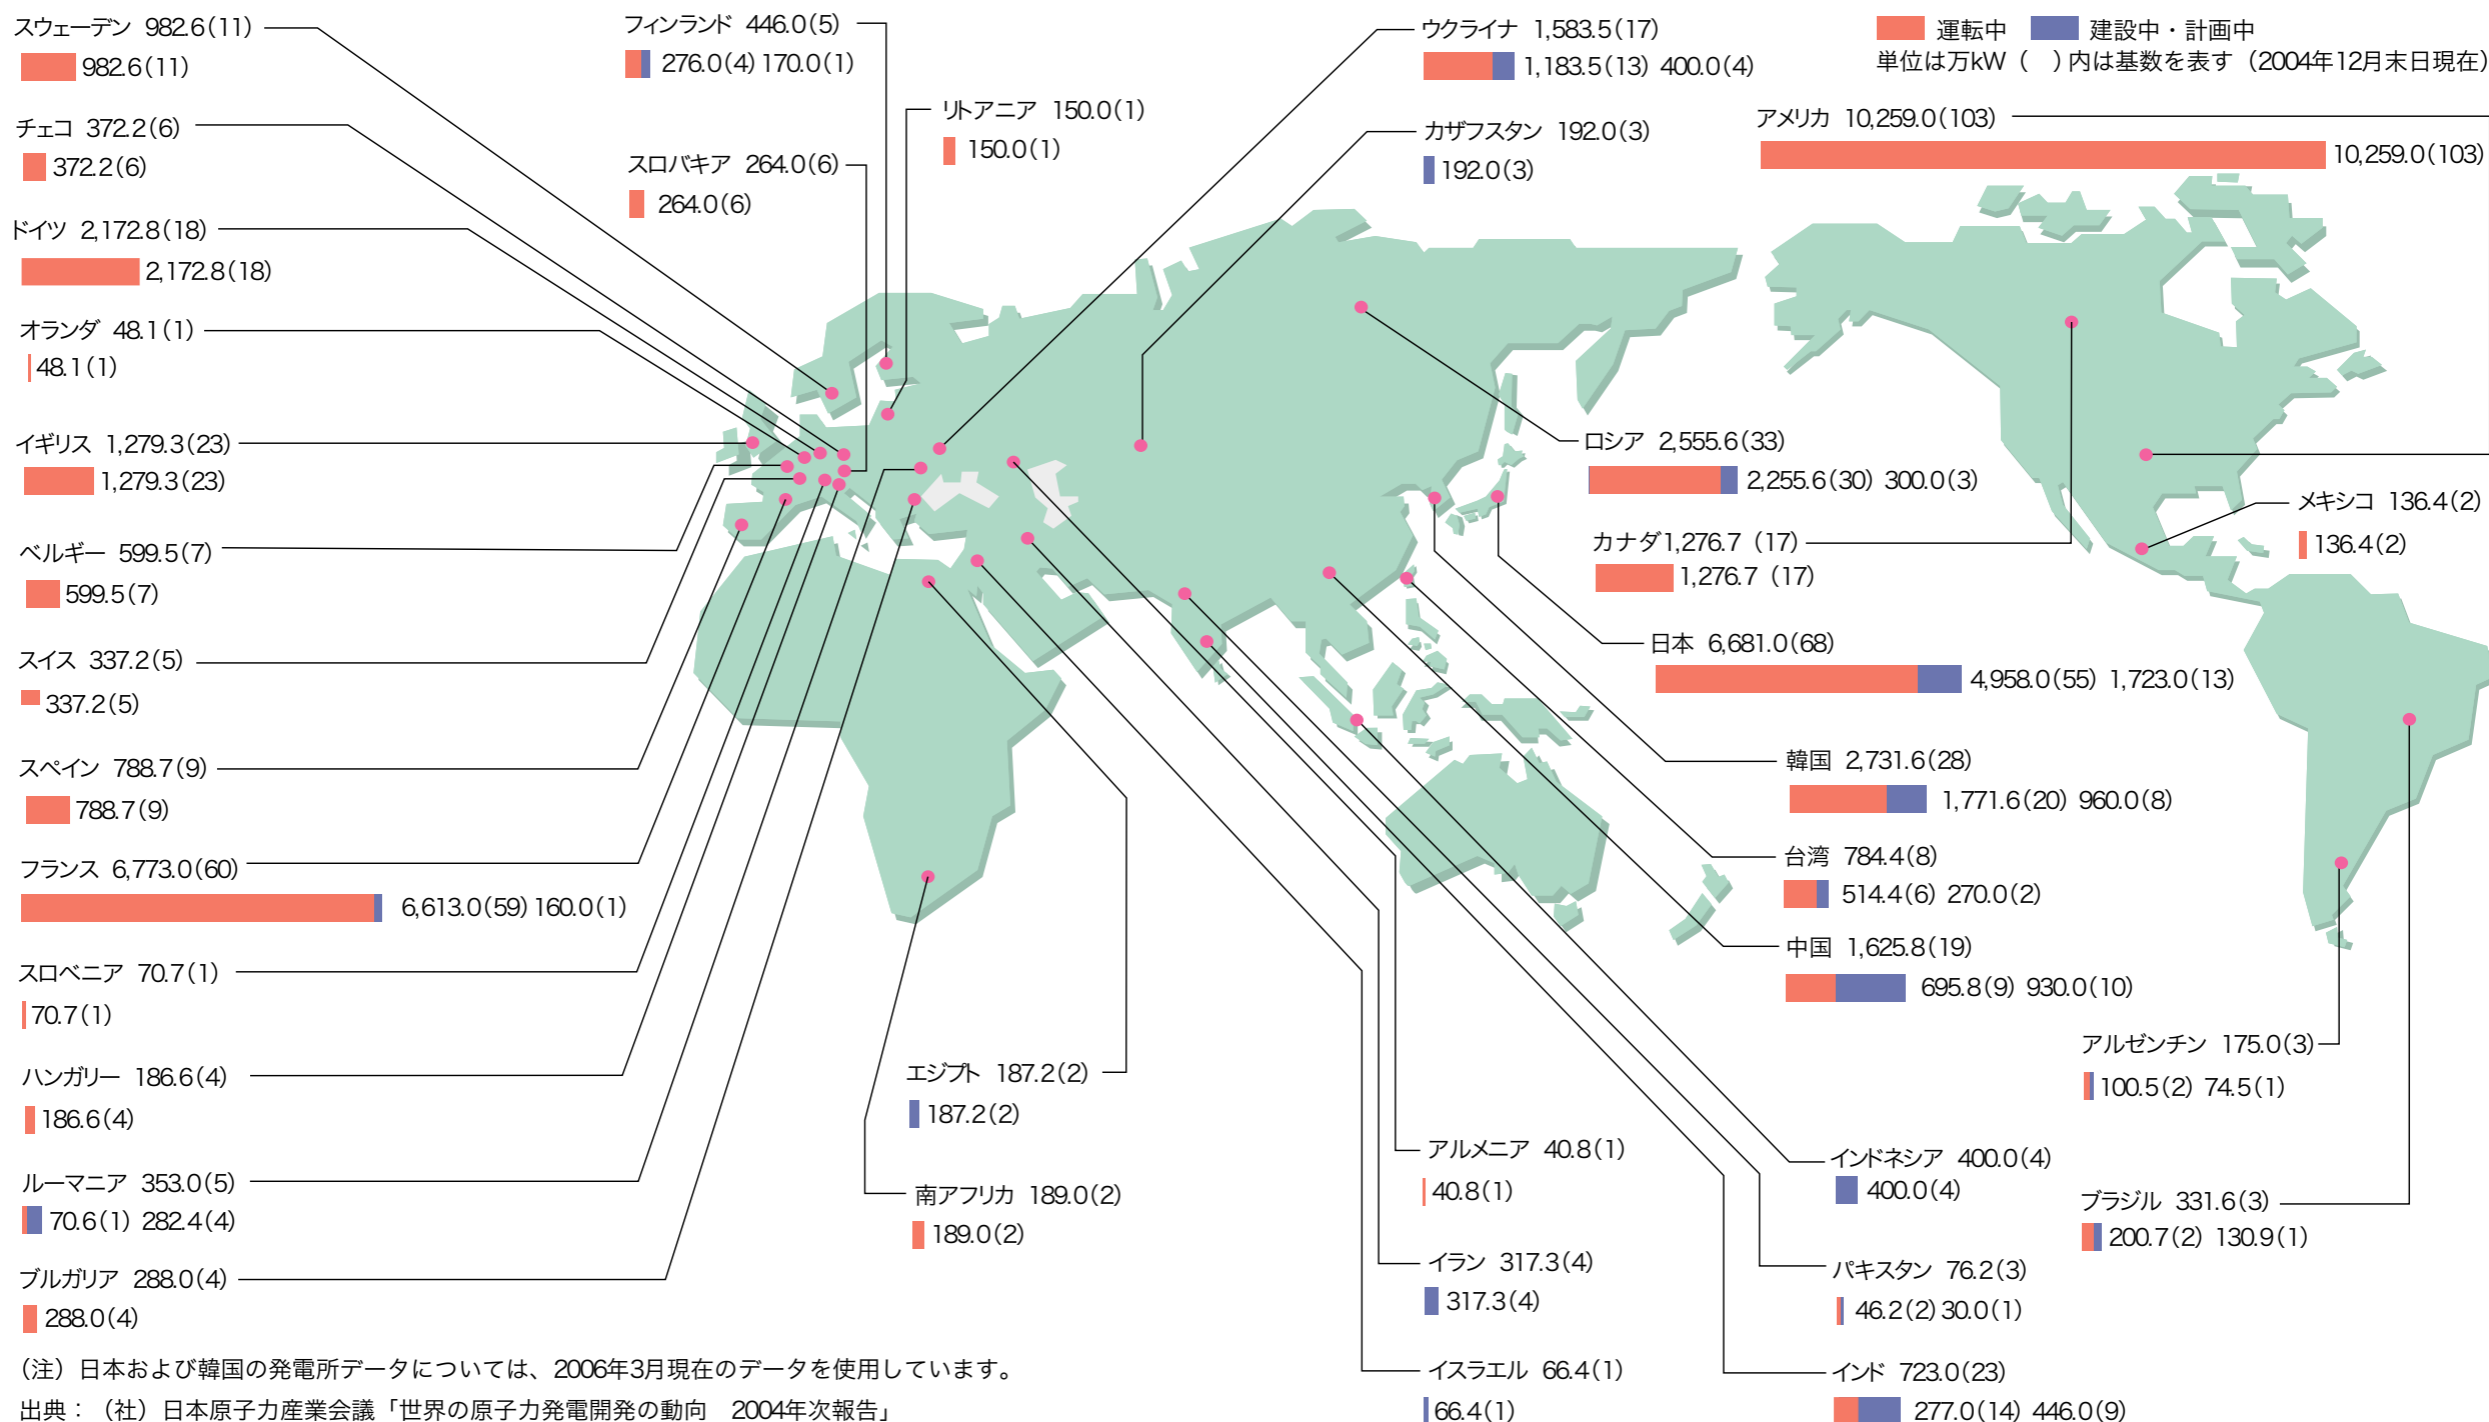 スウェーデン 982.6(11)
982.6(11)
チェコ 372.2(6)
372.2(6)
ドイツ 2,172.8(18)
2,172.8(18)
オランダ 48.1(1)
48.1(1)
イギリス 1,279.3(23)
1,279.3(23)
ベルギー 599.5(7)
599.5(7)
スイス 337.2(5)
337.2(5)
スペイン 788.7(9)
788.7(9)
フランス 6,773.0(60)
6,613.0(59) 160.0(1)
スロベニア 70.7(1)
70.7(1)
ハンガリー 186.6(4)
186.6(4)
ルーマニア 353.0(5)
70.6(1) 282.4(4)
ブルガリア 288.0(4)
288.0(4)
フィンランド 446.0(5)
276.0(4) 170.0(1)
リトアニア 150.0(1)
150.0(1)
スロバキア 264.0(6)
264.0(6)
ウクライナ 1,583.5(17)
1,183.5(13) 400.0(4)
カザフスタン 192.0(3)
192.0(3)
運転中 建設中・計画中
単位は万kW ( )内は基数を表す (2004年12月末日現在)
アメリカ 10,259.0(103)
10,259.0(103)
ロシア 2,555.6(33)
2,255.6(30) 300.0(3)
メキシコ 136.4(2)
136.4(2)
カナダ1,276.7 (17)
1,276.7 (17)
日本 6,681.0(68)
4,958.0(55) 1,723.0(13)
韓国 2,731.6(28)
1,771.6(20) 960.0(8)
台湾 784.4(8)
514.4(6) 270.0(2)
中国 1,625.8(19)
695.8(9) 930.0(10)
アルゼンチン 175.0(3)
100.5(2) 74.5(1)
ブラジル 331.6(3)
200.7(2) 130.9(1)
エジプト 187.2(2)
187.2(2)
南アフリカ 189.0(2)
189.0(2)
アルメニア 40.8(1)
40.8(1)
イラン 317.3(4)
317.3(4)
イスラエル 66.4(1)
66.4(1)
インドネシア 400.0(4)
400.0(4)
パキスタン 76.2(3)
46.2(2) 30.0(1)
インド 723.0(23)
277.0(14) 446.0(9)
(注)日本および韓国の発電所データについては、2006年3月現在のデータを使用しています。
出典:(社)日本原子力産業会議「世界の原子力発電開発の動向 2004年次報告」